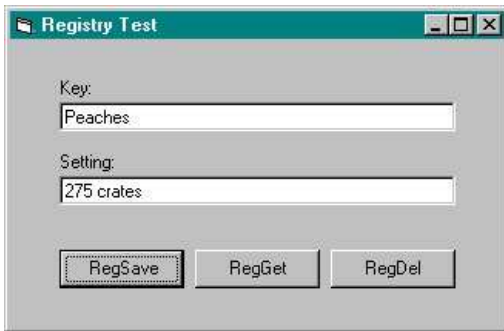 Registry Test
Key:
Peaches
Setting:
275 crates
RegSave RegGet RegDel